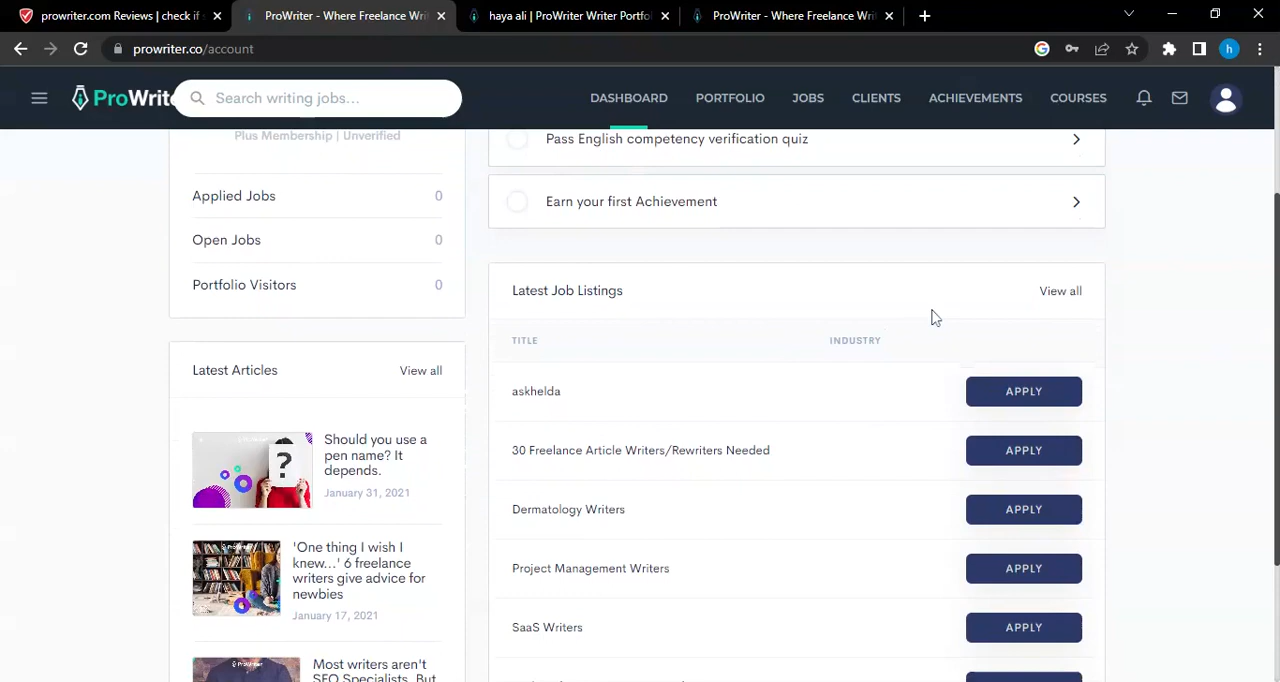 prowriter.com Reviews | check if s
ProWriter - Where Freelance Wri
haya ali | ProWriter Writer Portfo
ProWriter - Where Freelance Wri
prowriter.co/account
h
ProWrite
Search writing jobs...
DASHBOARD
PORTFOLIO
JOBS
CLIENTS
ACHIEVEMENTS
COURSES
Plus Membership | Unverified
Applied Jobs 0
Open Jobs 0
Portfolio Visitors 0
Latest Articles View all
Should you use a
pen name? It
depends.
January 31, 2021
'One thing I wish I
knew...' 6 freelance
writers give advice for
newbies
January 17, 2021
ProWriter
Most writers aren't
SEO Specialists. But
Pass English competency verification quiz
Earn your first Achievement
Latest Job Listings View all
TITLE INDUSTRY
askhelda APPLY
30 Freelance Article Writers/Rewriters Needed APPLY
Dermatology Writers APPLY
Project Management Writers APPLY
SaaS Writers APPLY